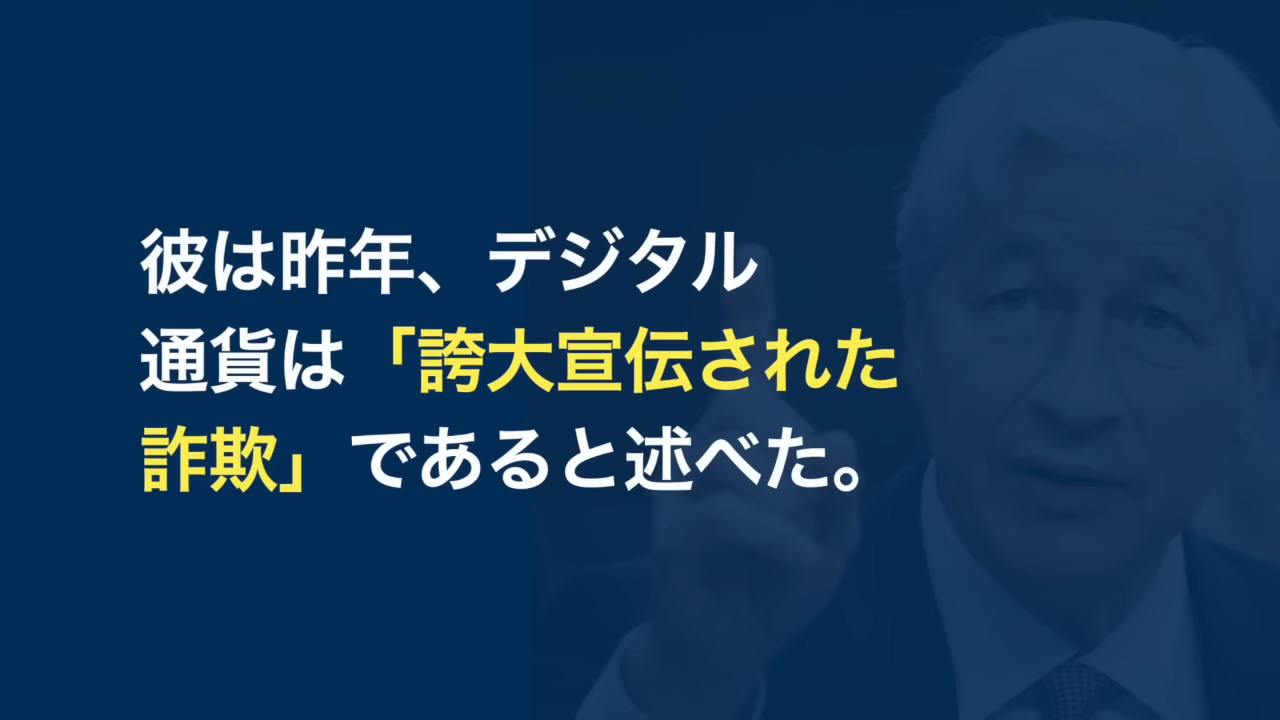 彼は昨年、デジタル
通貨は「誇大宣伝された
詐欺」であると述べた。